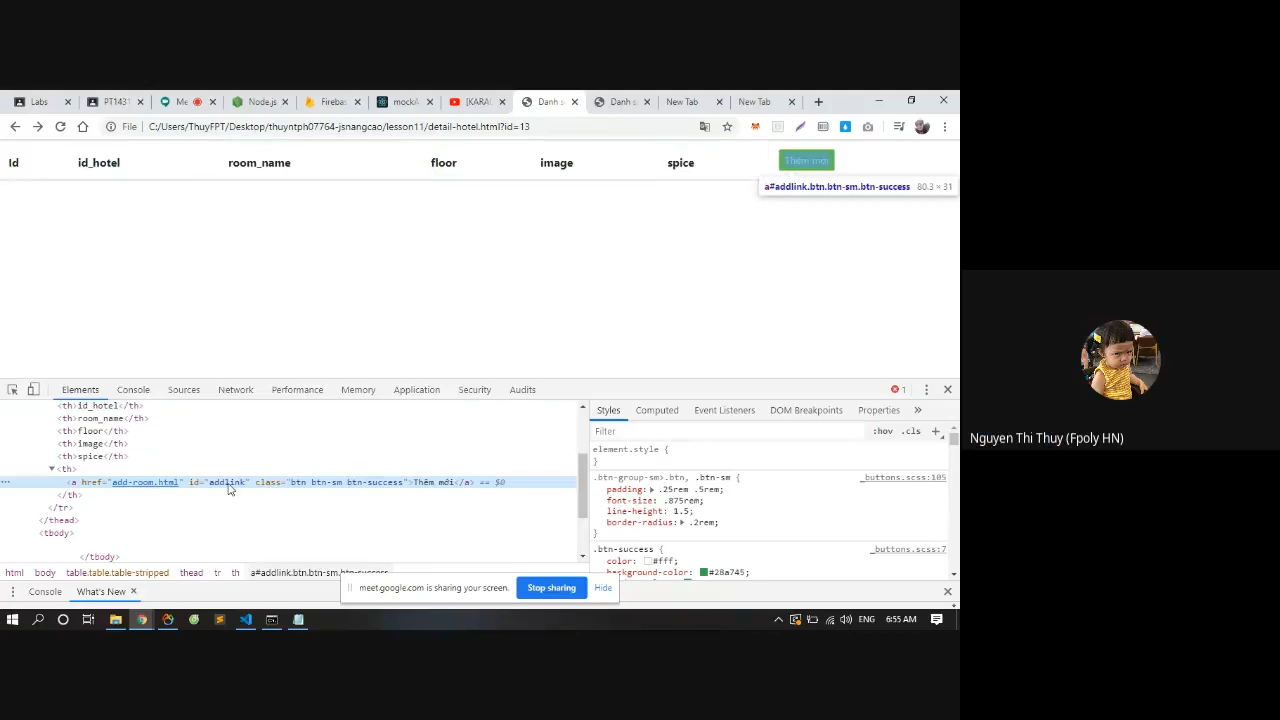 Labs
PT1431
Me
Node.js
Fireba
mockA
[KARA
Danh s
Danh s
New Tab
New Tab
File
C:/Users/ThuyFPT/Desktop/thuyntph07764-jsnangcao/lesson11/detail-hotel.html?id=13
Id id_hotel room_name floor image spice Thêm mới
a#addlink.btn.btn-sm.btn-success 80.3 × 31
Elements Console Sources Network Performance Memory Application Security Audits 1
<th>id_hotel</th>
<th>room_name</th>
<th>floor</th>
<th>image</th>
<th>spice</th>
<th>
<a href="add-room.html" id="addlink" class="btn btn-sm btn-success">Thêm mới</a> == $0
</th>
</tr>
</thead>
<tbody>
</tbody>
html body table.table.table-stripped thead tr th a#addlink.btn.btn-sm.btn-success
Styles Computed Event Listeners DOM Breakpoints Properties »
Filter :hov .cls +
element.style {
}
.btn-group-sm>.btn, .btn-sm { _buttons.scss:105
padding: .25rem .5rem;
font-size: .875rem;
line-height: 1.5;
border-radius: .2rem;
}
.btn-success { _buttons.scss:7
color: #fff;
background-color: #28a745;
meet.google.com is sharing your screen. Stop sharing Hide
Console What's New
ENG 6:55 AM
Nguyen Thi Thuy (Fpoly HN)